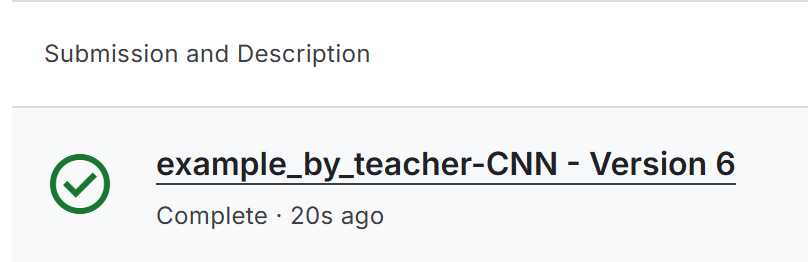 Submission and Description
example_by_teacher-CNN - Version 6
Complete · 20s ago